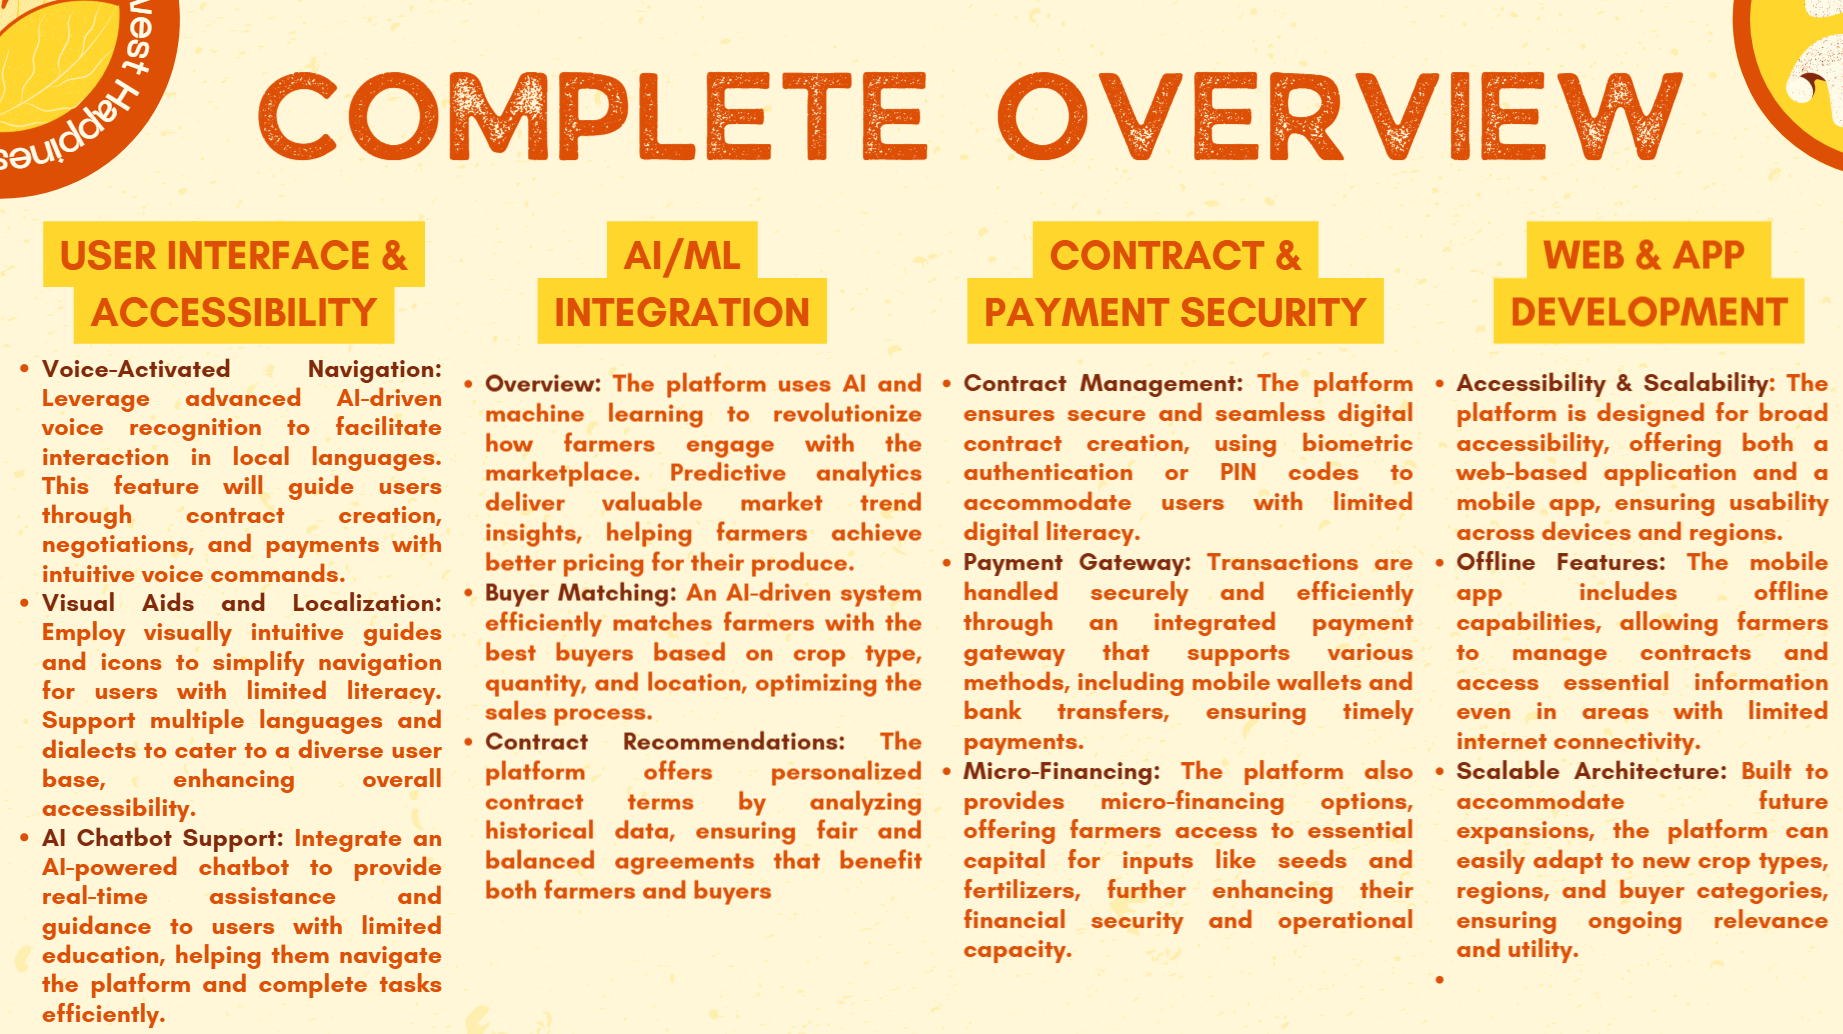 vest Happines
COMPLETE OVERVIEW
USER INTERFACE &
ACCESSIBILITY
• Voice-Activated Navigation:
Leverage advanced AI-driven
voice recognition to facilitate
interaction in local languages.
This feature will guide users
through contract creation,
negotiations, and payments with
intuitive voice commands.
• Visual Aids and Localization:
Employ visually intuitive guides
and icons to simplify navigation
for users with limited literacy.
Support multiple languages and
dialects to cater to a diverse user
base, enhancing overall
accessibility.
• AI Chatbot Support: Integrate an
AI-powered chatbot to provide
real-time assistance and
guidance to users with limited
education, helping them navigate
the platform and complete tasks
efficiently.
AI/ML
INTEGRATION
• Overview: The platform uses AI and
machine learning to revolutionize
how farmers engage with the
marketplace. Predictive analytics
deliver valuable market trend
insights, helping farmers achieve
better pricing for their produce.
• Buyer Matching: An AI-driven system
efficiently matches farmers with the
best buyers based on crop type,
quantity, and location, optimizing the
sales process.
• Contract Recommendations: The
platform offers personalized
contract terms by analyzing
historical data, ensuring fair and
balanced agreements that benefit
both farmers and buyers
CONTRACT &
PAYMENT SECURITY
• Contract Management: The platform
ensures secure and seamless digital
contract creation, using biometric
authentication or PIN codes to
accommodate users with limited
digital literacy.
• Payment Gateway: Transactions are
handled securely and efficiently
through an integrated payment
gateway that supports various
methods, including mobile wallets and
bank transfers, ensuring timely
payments.
• Micro-Financing: The platform also
provides micro-financing options,
offering farmers access to essential
capital for inputs like seeds and
fertilizers, further enhancing their
financial security and operational
capacity.
WEB & APP
DEVELOPMENT
• Accessibility & Scalability: The
platform is designed for broad
accessibility, offering both a
web-based application and a
mobile app, ensuring usability
across devices and regions.
• Offline Features: The mobile
app includes offline
capabilities, allowing farmers
to manage contracts and
access essential information
even in areas with limited
internet connectivity.
• Scalable Architecture: Built to
accommodate future
expansions, the platform can
easily adapt to new crop types,
regions, and buyer categories,
ensuring ongoing relevance
and utility.
•